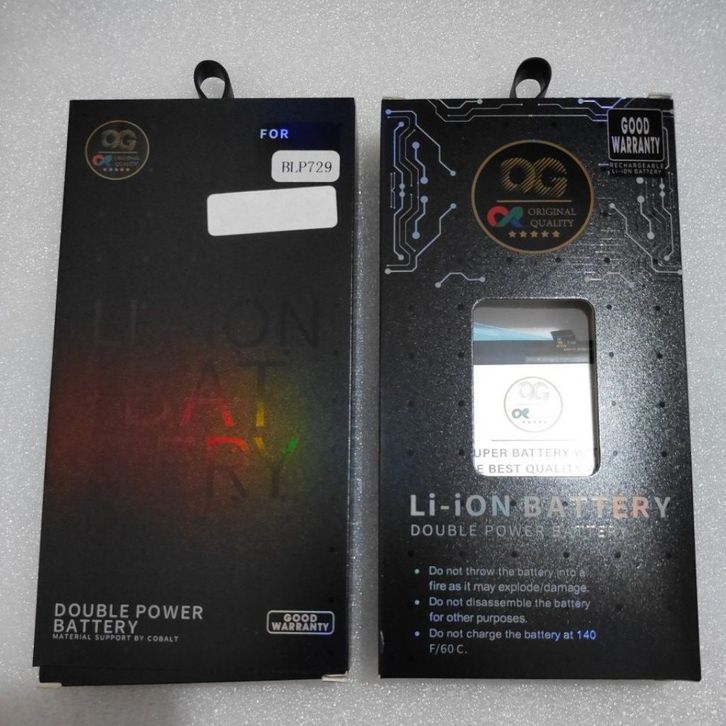 OG
ORIGINAL
QUALITY
FOR
BLP729
Li-iON
BAT
TERY
DOUBLE POWER
BATTERY
MATERIAL SUPPORT BY COBALT
GOOD
WARRANTY
GOOD
WARRANTY
RECHARGEABLE
Li-iON BATTERY
OG
ORIGINAL
QUALITY
OG
UPER BATTERY
E BEST QUALIT
Li-iON BATTERY
DOUBLE POWER BATTERY
• Do not throw the battery into a
fire as it may explode/damage.
• Do not disassemble the battery
for other purposes.
• Do not charge the battery at 140
F/60 C.